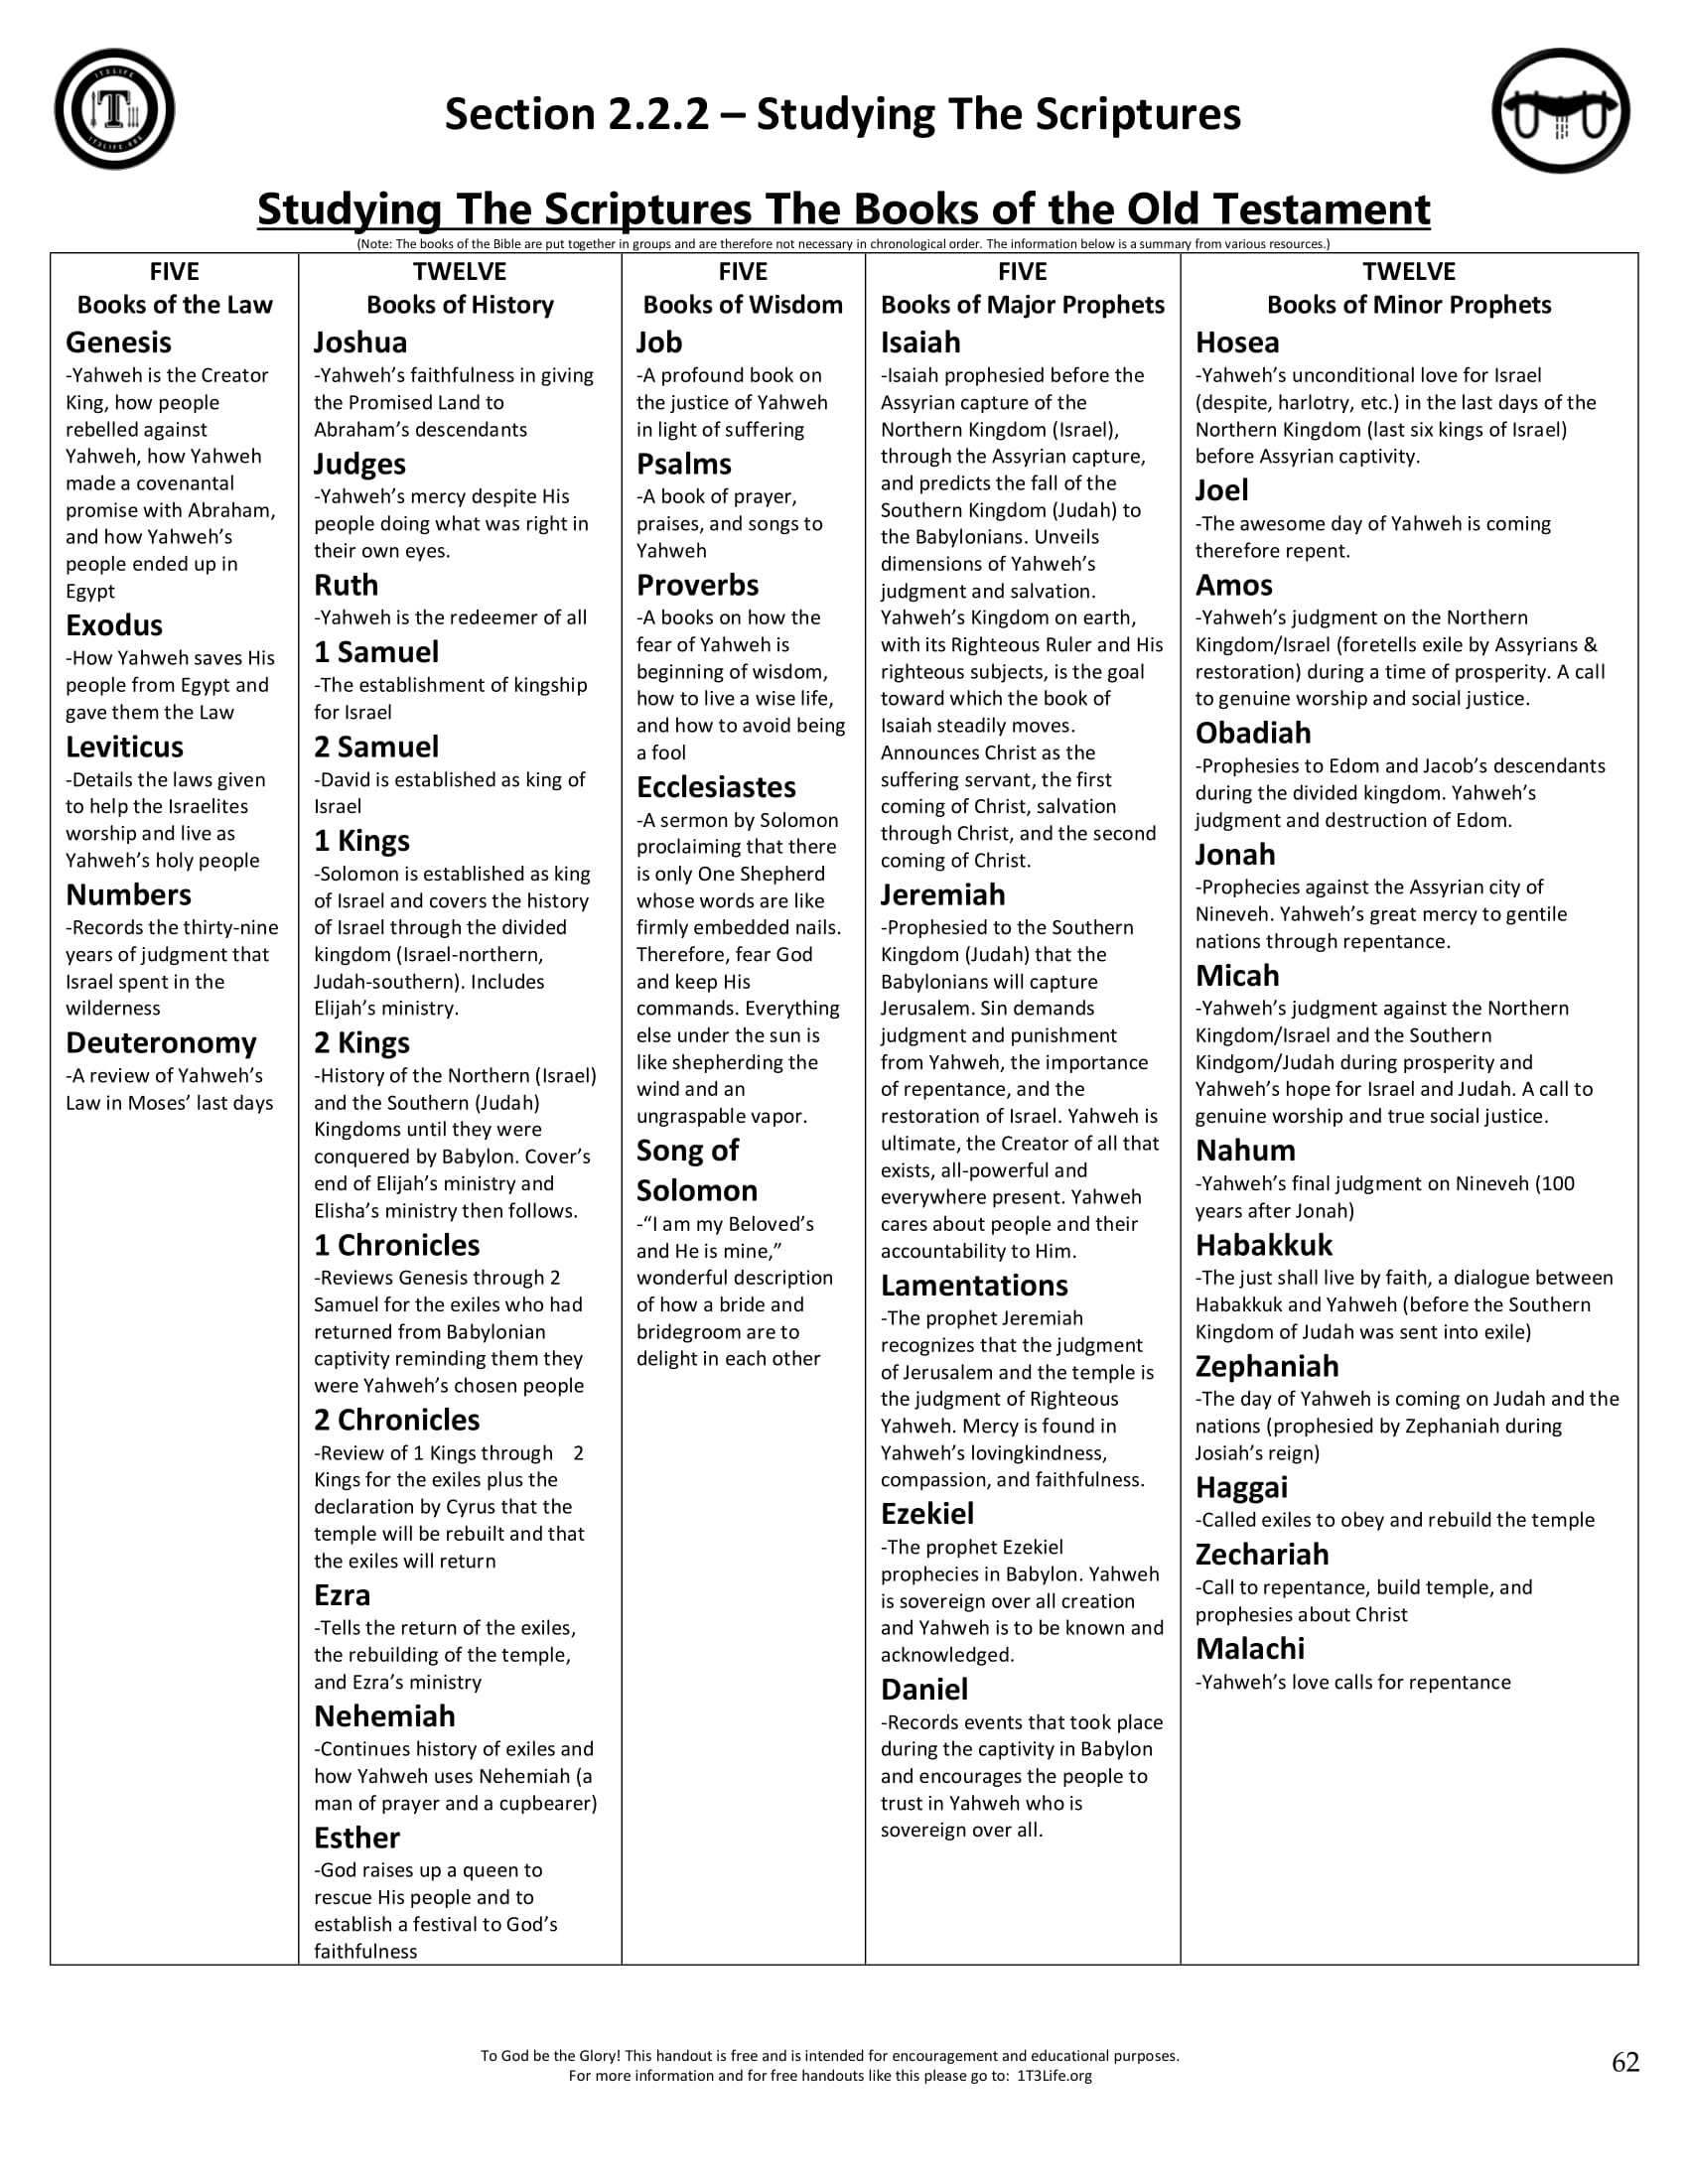 Section 2.2.2 – Studying The Scriptures
Studying The Scriptures The Books of the Old Testament
(Note: The books of the Bible are put together in groups and are therefore not necessary in chronological order. The information below is a summary from various resources.)
FIVE
Books of the Law
Genesis
-Yahweh is the Creator
King, how people
rebelled against
Yahweh, how Yahweh
made a covenantal
promise with Abraham,
and how Yahweh’s
people ended up in
Egypt
Exodus
-How Yahweh saves His
people from Egypt and
gave them the Law
Leviticus
-Details the laws given
to help the Israelites
worship and live as
Yahweh’s holy people
Numbers
-Records the thirty-nine
years of judgment that
Israel spent in the
wilderness
Deuteronomy
-A review of Yahweh’s
Law in Moses’ last days
TWELVE
Books of History
Joshua
-Yahweh’s faithfulness in giving
the Promised Land to
Abraham’s descendants
Judges
-Yahweh’s mercy despite His
people doing what was right in
their own eyes.
Ruth
-Yahweh is the redeemer of all
1 Samuel
-The establishment of kingship
for Israel
2 Samuel
-David is established as king of
Israel
1 Kings
-Solomon is established as king
of Israel and covers the history
of Israel through the divided
kingdom (Israel-northern,
Judah-southern). Includes
Elijah’s ministry.
2 Kings
-History of the Northern (Israel)
and the Southern (Judah)
Kingdoms until they were
conquered by Babylon. Cover’s
end of Elijah’s ministry and
Elisha’s ministry then follows.
1 Chronicles
-Reviews Genesis through 2
Samuel for the exiles who had
returned from Babylonian
captivity reminding them they
were Yahweh’s chosen people
2 Chronicles
-Review of 1 Kings through 2
Kings for the exiles plus the
declaration by Cyrus that the
temple will be rebuilt and that
the exiles will return
Ezra
-Tells the return of the exiles,
the rebuilding of the temple,
and Ezra’s ministry
Nehemiah
-Continues history of exiles and
how Yahweh uses Nehemiah (a
man of prayer and a cupbearer)
Esther
-God raises up a queen to
rescue His people and to
establish a festival to God’s
faithfulness
FIVE
Books of Wisdom
Job
-A profound book on
the justice of Yahweh
in light of suffering
Psalms
-A book of prayer,
praises, and songs to
Yahweh
Proverbs
-A books on how the
fear of Yahweh is
beginning of wisdom,
how to live a wise life,
and how to avoid being
a fool
Ecclesiastes
-A sermon by Solomon
proclaiming that there
is only One Shepherd
whose words are like
firmly embedded nails.
Therefore, fear God
and keep His
commands. Everything
else under the sun is
like shepherding the
wind and an
ungraspable vapor.
Song of
Solomon
-“I am my Beloved’s
and He is mine,”
wonderful description
of how a bride and
bridegroom are to
delight in each other
FIVE
Books of Major Prophets
Isaiah
-Isaiah prophesied before the
Assyrian capture of the
Northern Kingdom (Israel),
through the Assyrian capture,
and predicts the fall of the
Southern Kingdom (Judah) to
the Babylonians. Unveils
dimensions of Yahweh’s
judgment and salvation.
Yahweh’s Kingdom on earth,
with its Righteous Ruler and His
righteous subjects, is the goal
toward which the book of
Isaiah steadily moves.
Announces Christ as the
suffering servant, the first
coming of Christ, salvation
through Christ, and the second
coming of Christ.
Jeremiah
-Prophesied to the Southern
Kingdom (Judah) that the
Babylonians will capture
Jerusalem. Sin demands
judgment and punishment
from Yahweh, the importance
of repentance, and the
restoration of Israel. Yahweh is
ultimate, the Creator of all that
exists, all-powerful and
everywhere present. Yahweh
cares about people and their
accountability to Him.
Lamentations
-The prophet Jeremiah
recognizes that the judgment
of Jerusalem and the temple is
the judgment of Righteous
Yahweh. Mercy is found in
Yahweh’s lovingkindness,
compassion, and faithfulness.
Ezekiel
-The prophet Ezekiel
prophecies in Babylon. Yahweh
is sovereign over all creation
and Yahweh is to be known and
acknowledged.
Daniel
-Records events that took place
during the captivity in Babylon
and encourages the people to
trust in Yahweh who is
sovereign over all.
TWELVE
Books of Minor Prophets
Hosea
-Yahweh’s unconditional love for Israel
(despite, harlotry, etc.) in the last days of the
Northern Kingdom (last six kings of Israel)
before Assyrian captivity.
Joel
-The awesome day of Yahweh is coming
therefore repent.
Amos
-Yahweh’s judgment on the Northern
Kingdom/Israel (foretells exile by Assyrians &
restoration) during a time of prosperity. A call
to genuine worship and social justice.
Obadiah
-Prophesies to Edom and Jacob’s descendants
during the divided kingdom. Yahweh’s
judgment and destruction of Edom.
Jonah
-Prophecies against the Assyrian city of
Nineveh. Yahweh’s great mercy to gentile
nations through repentance.
Micah
-Yahweh’s judgment against the Northern
Kingdom/Israel and the Southern
Kindgom/Judah during prosperity and
Yahweh’s hope for Israel and Judah. A call to
genuine worship and true social justice.
Nahum
-Yahweh’s final judgment on Nineveh (100
years after Jonah)
Habakkuk
-The just shall live by faith, a dialogue between
Habakkuk and Yahweh (before the Southern
Kingdom of Judah was sent into exile)
Zephaniah
-The day of Yahweh is coming on Judah and the
nations (prophesied by Zephaniah during
Josiah’s reign)
Haggai
-Called exiles to obey and rebuild the temple
Zechariah
-Call to repentance, build temple, and
prophesies about Christ
Malachi
-Yahweh’s love calls for repentance
To God be the Glory! This handout is free and is intended for encouragement and educational purposes.
For more information and for free handouts like this please go to: 1T3Life.org
62